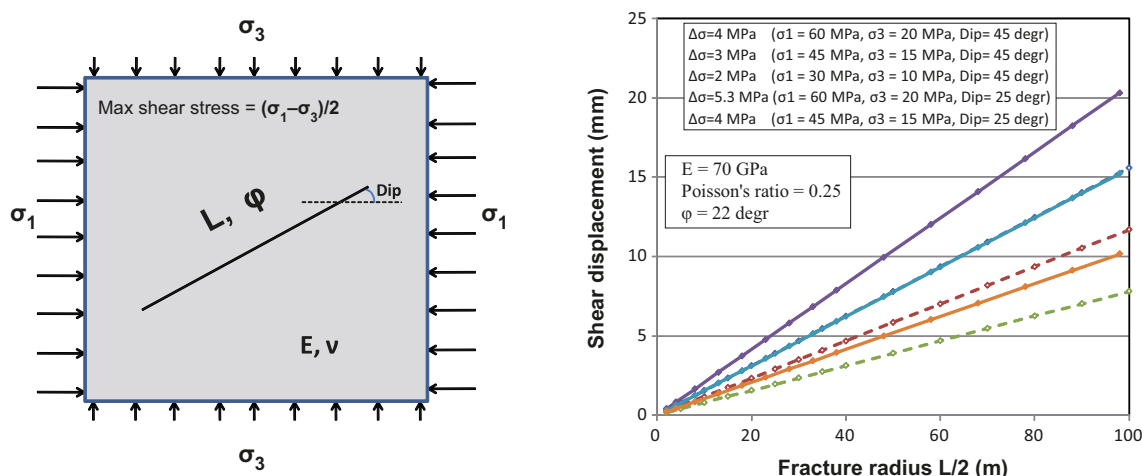 σ3
Max shear stress = (σ1–σ3)/2
Dip
L, φ
σ1
σ1
E, ν
σ3
25
20
15
10
5
0
Shear displacement (mm)
Δσ=4 MPa (σ1 = 60 MPa, σ3 = 20 MPa, Dip= 45 degr)
Δσ=3 MPa (σ1 = 45 MPa, σ3 = 15 MPa, Dip= 45 degr)
Δσ=2 MPa (σ1 = 30 MPa, σ3 = 10 MPa, Dip= 45 degr)
Δσ=5.3 MPa (σ1 = 60 MPa, σ3 = 20 MPa, Dip= 25 degr)
Δσ=4 MPa (σ1 = 45 MPa, σ3 = 15 MPa, Dip= 25 degr)
E = 70 GPa
Poisson's ratio = 0.25
φ = 22 degr
0 20 40 60 80 100
Fracture radius L/2 (m)